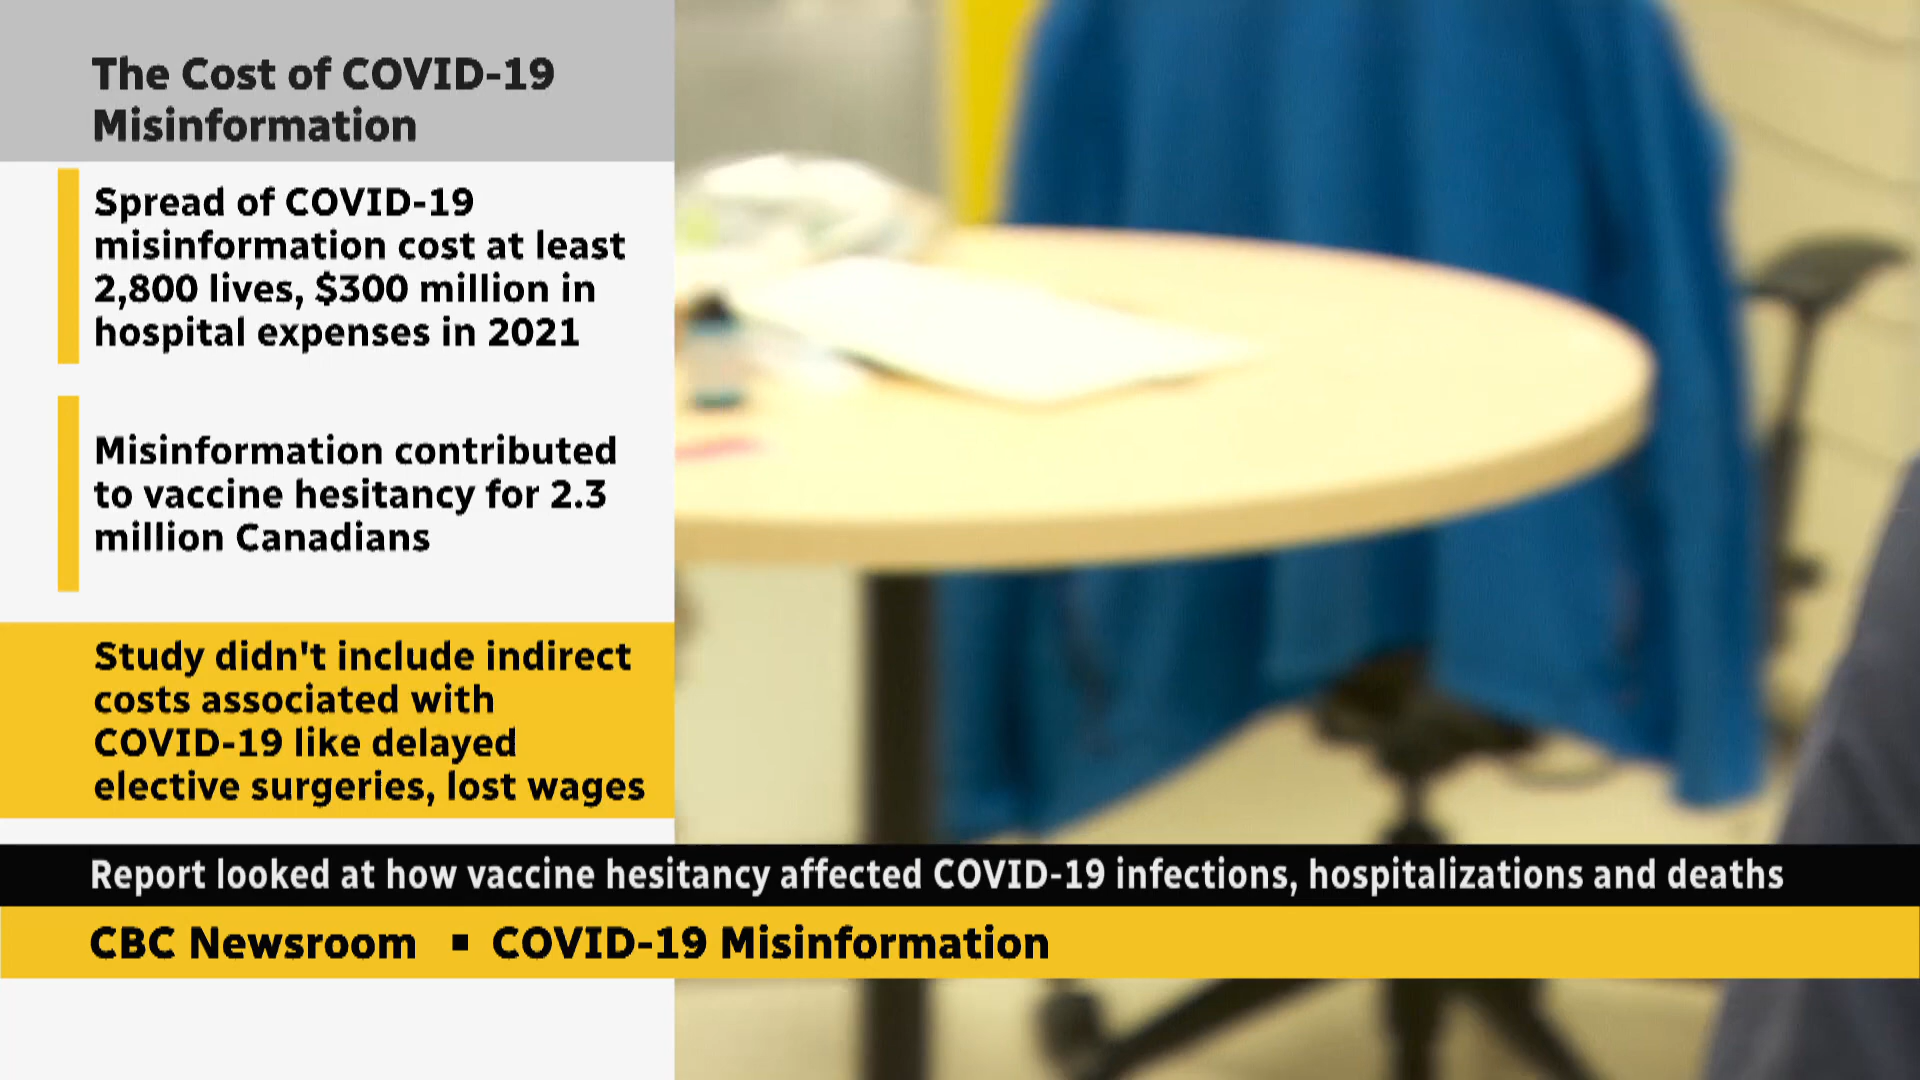 The Cost of COVID-19
Misinformation
Spread of COVID-19
misinformation cost at least
2,800 lives, $300 million in
hospital expenses in 2021
Misinformation contributed
to vaccine hesitancy for 2.3
million Canadians
Study didn't include indirect
costs associated with
COVID-19 like delayed
elective surgeries, lost wages
Report looked at how vaccine hesitancy affected COVID-19 infections, hospitalizations and deaths
CBC Newsroom ▪ COVID-19 Misinformation